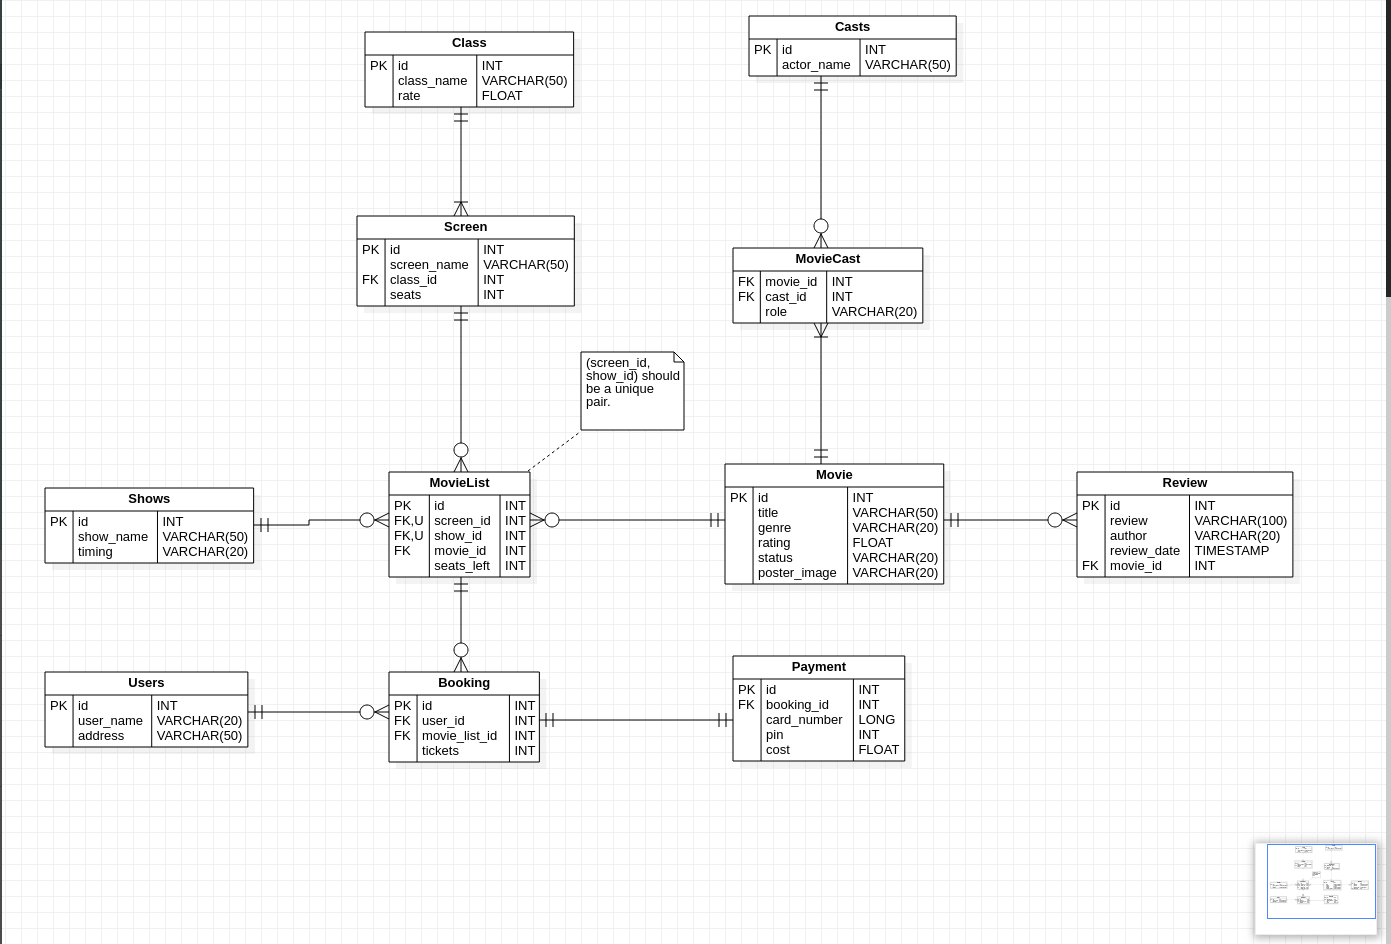 Class
PK id INT
class_name VARCHAR(50)
rate FLOAT
Casts
PK id INT
actor_name VARCHAR(50)
Screen
PK id INT
screen_name VARCHAR(50)
FK class_id INT
seats INT
MovieCast
FK movie_id INT
FK cast_id INT
role VARCHAR(20)
(screen_id,
show_id) should
be a unique
pair.
Shows
PK id INT
show_name VARCHAR(50)
timing VARCHAR(20)
MovieList
PK id INT
FK,U screen_id INT
FK,U show_id INT
FK movie_id INT
seats_left INT
Movie
PK id INT
title VARCHAR(50)
genre VARCHAR(20)
rating FLOAT
status VARCHAR(20)
poster_image VARCHAR(20)
Review
PK id INT
review VARCHAR(100)
author VARCHAR(20)
review_date TIMESTAMP
FK movie_id INT
Users
PK id INT
user_name VARCHAR(20)
address VARCHAR(50)
Booking
PK id INT
FK user_id INT
FK movie_list_id INT
tickets INT
Payment
PK id INT
FK booking_id INT
card_number LONG
pin INT
cost FLOAT